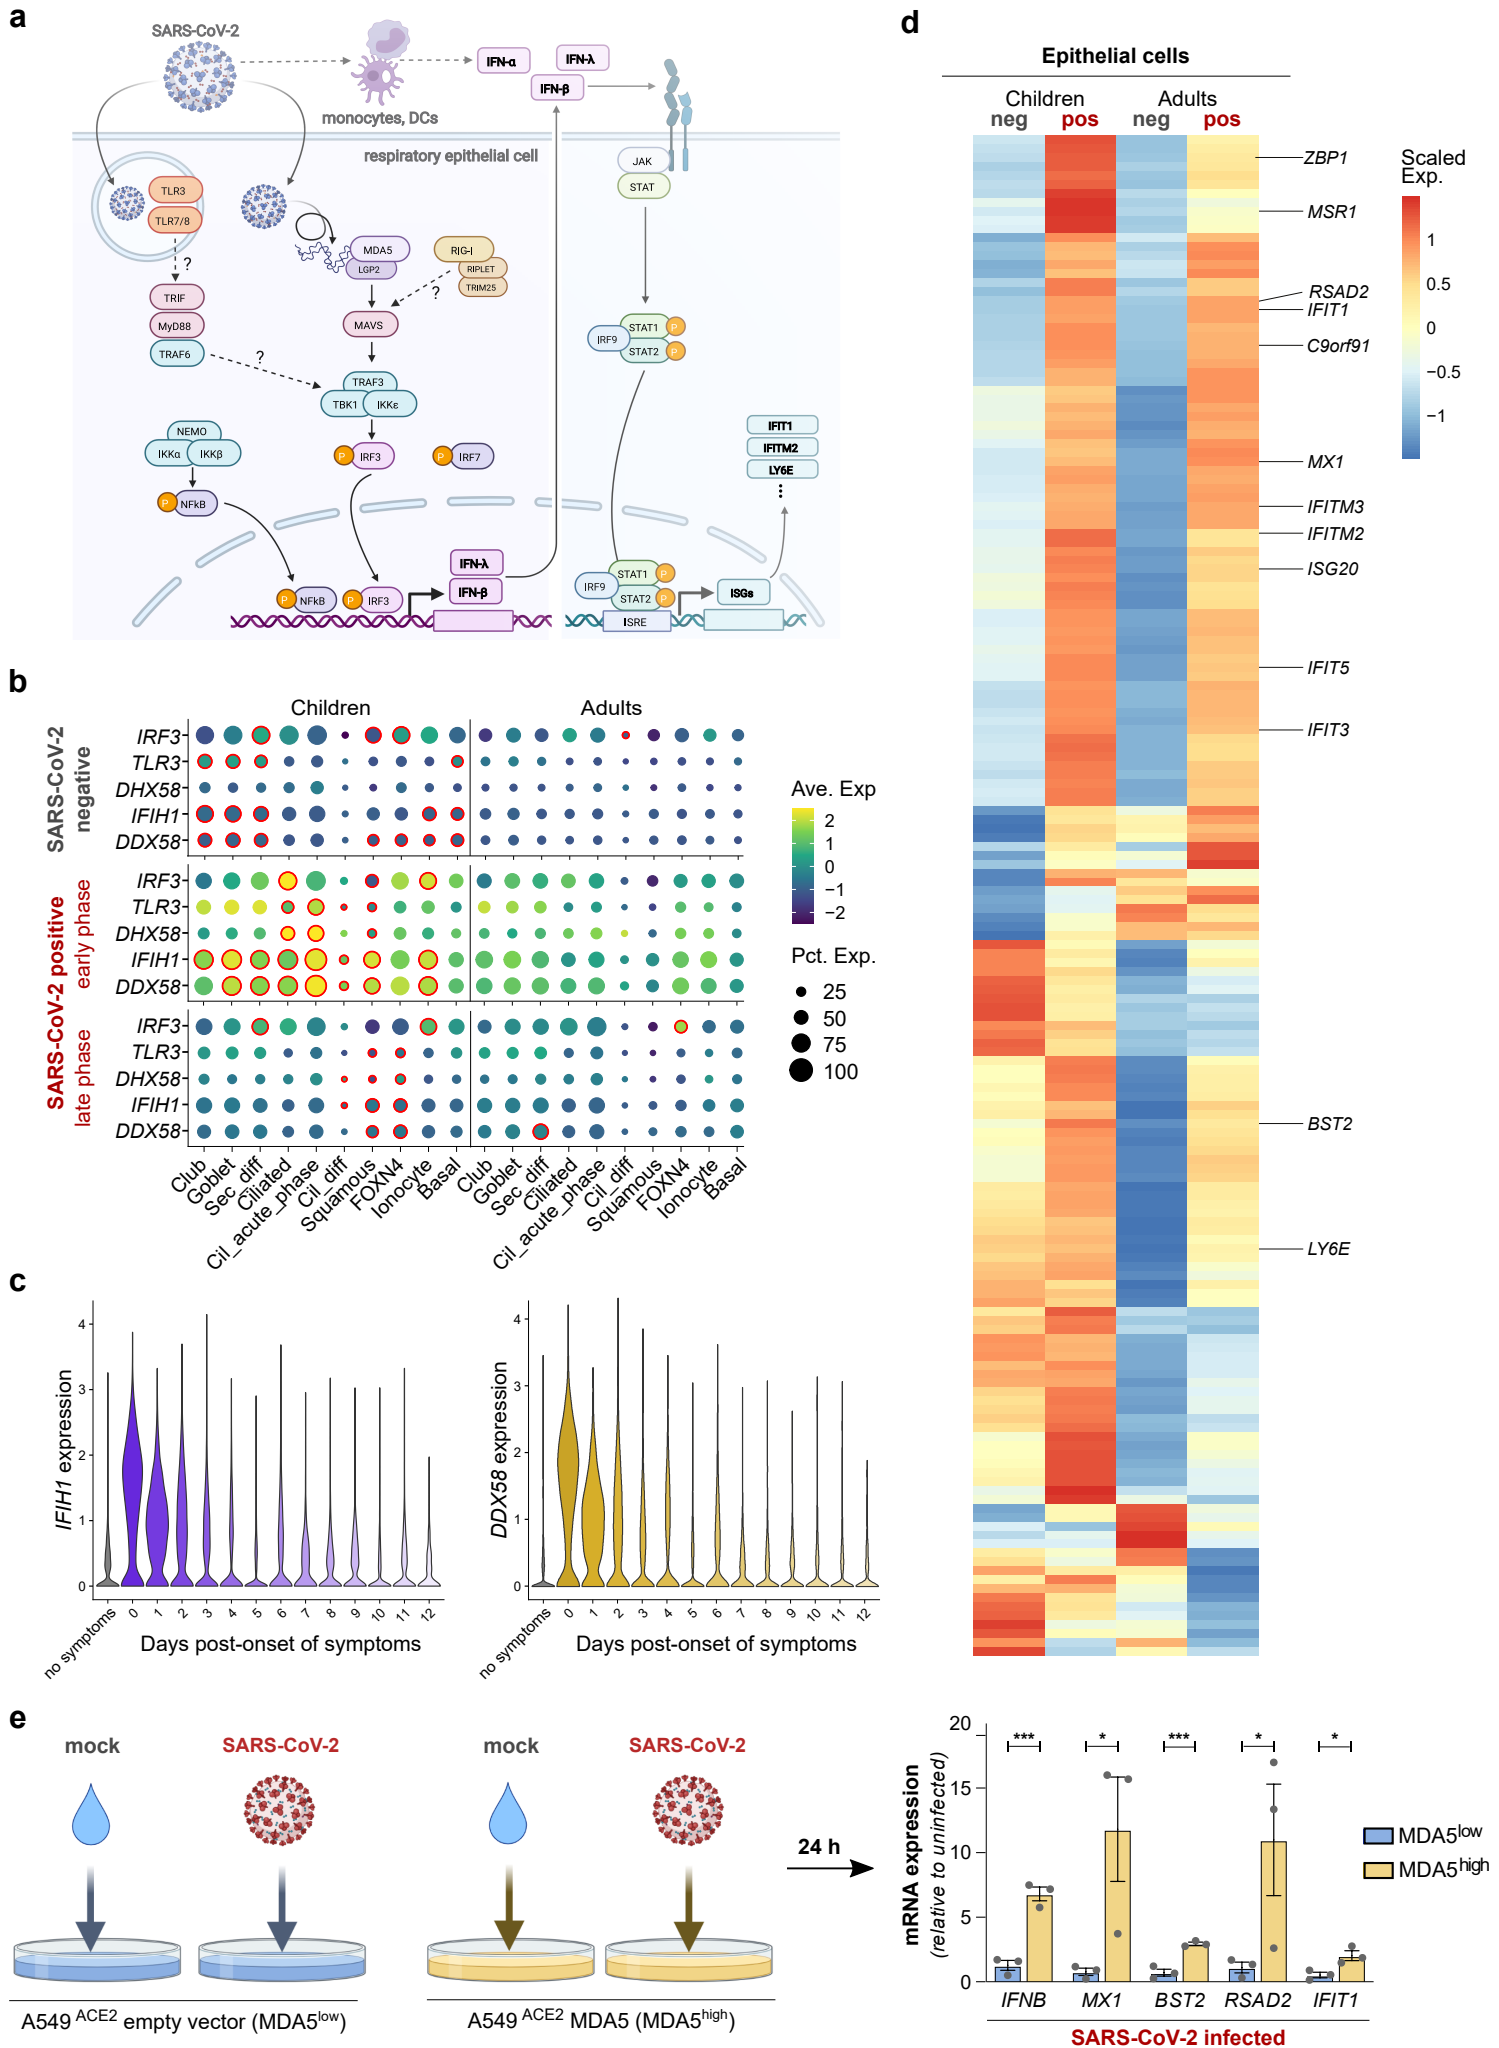 a
SARS-CoV-2
monocytes, DCs
IFN-α
IFN-λ
IFN-β
respiratory epithelial cell
JAK
STAT
TLR3
TLR7/8
?
TRIF
MyD88
TRAF6
?
MDA5
LGP2
RIG-I
RIPLET
TRIM25
?
MAVS
TRAF3
TBK1
IKKε
NEMO
IKKα
IKKβ
P
IRF3
P
IRF7
P
NFkB
STAT1
P
IRF9
STAT2
P
IFIT1
IFITM2
LY6E
IFN-λ
IFN-β
P
NFkB
P
IRF3
STAT1
P
IRF9
STAT2
P
ISRE
ISGs
b
Children
Adults
SARS-CoV-2
negative
IRF3
TLR3
DHX58
IFIH1
DDX58
SARS-CoV-2 positive
early phase
IRF3
TLR3
DHX58
IFIH1
DDX58
late phase
IRF3
TLR3
DHX58
IFIH1
DDX58
Club
Goblet
Sec_diff
Ciliated
Cil_acute_phase
Cil_diff
Squamous
FOXN4
Ionocyte
Basal
Club
Goblet
Sec_diff
Ciliated
Cil_acute_phase
Cil_diff
Squamous
FOXN4
Ionocyte
Basal
Ave. Exp
2
1
0
−1
−2
Pct. Exp.
25
50
75
100
c
IFIH1 expression
4
3
2
1
0
no symptoms
0
1
2
3
4
5
6
7
8
9
10
11
12
Days post-onset of symptoms
DDX58 expression
4
3
2
1
0
no symptoms
0
1
2
3
4
5
6
7
8
9
10
11
12
Days post-onset of symptoms
d
Epithelial cells
Children
Adults
neg
pos
neg
pos
ZBP1
MSR1
RSAD2
IFIT1
C9orf91
MX1
IFITM3
IFITM2
ISG20
IFIT5
IFIT3
BST2
LY6E
Scaled
Exp.
1
0.5
0
−0.5
−1
e
mock
SARS-CoV-2
mock
SARS-CoV-2
A549 ACE2 empty vector (MDA5low)
A549 ACE2 MDA5 (MDA5high)
24 h
mRNA expression
(relative to uninfected)
20
15
10
5
0
***
*
***
*
*
IFNB
MX1
BST2
RSAD2
IFIT1
SARS-CoV-2 infected
MDA5low
MDA5high